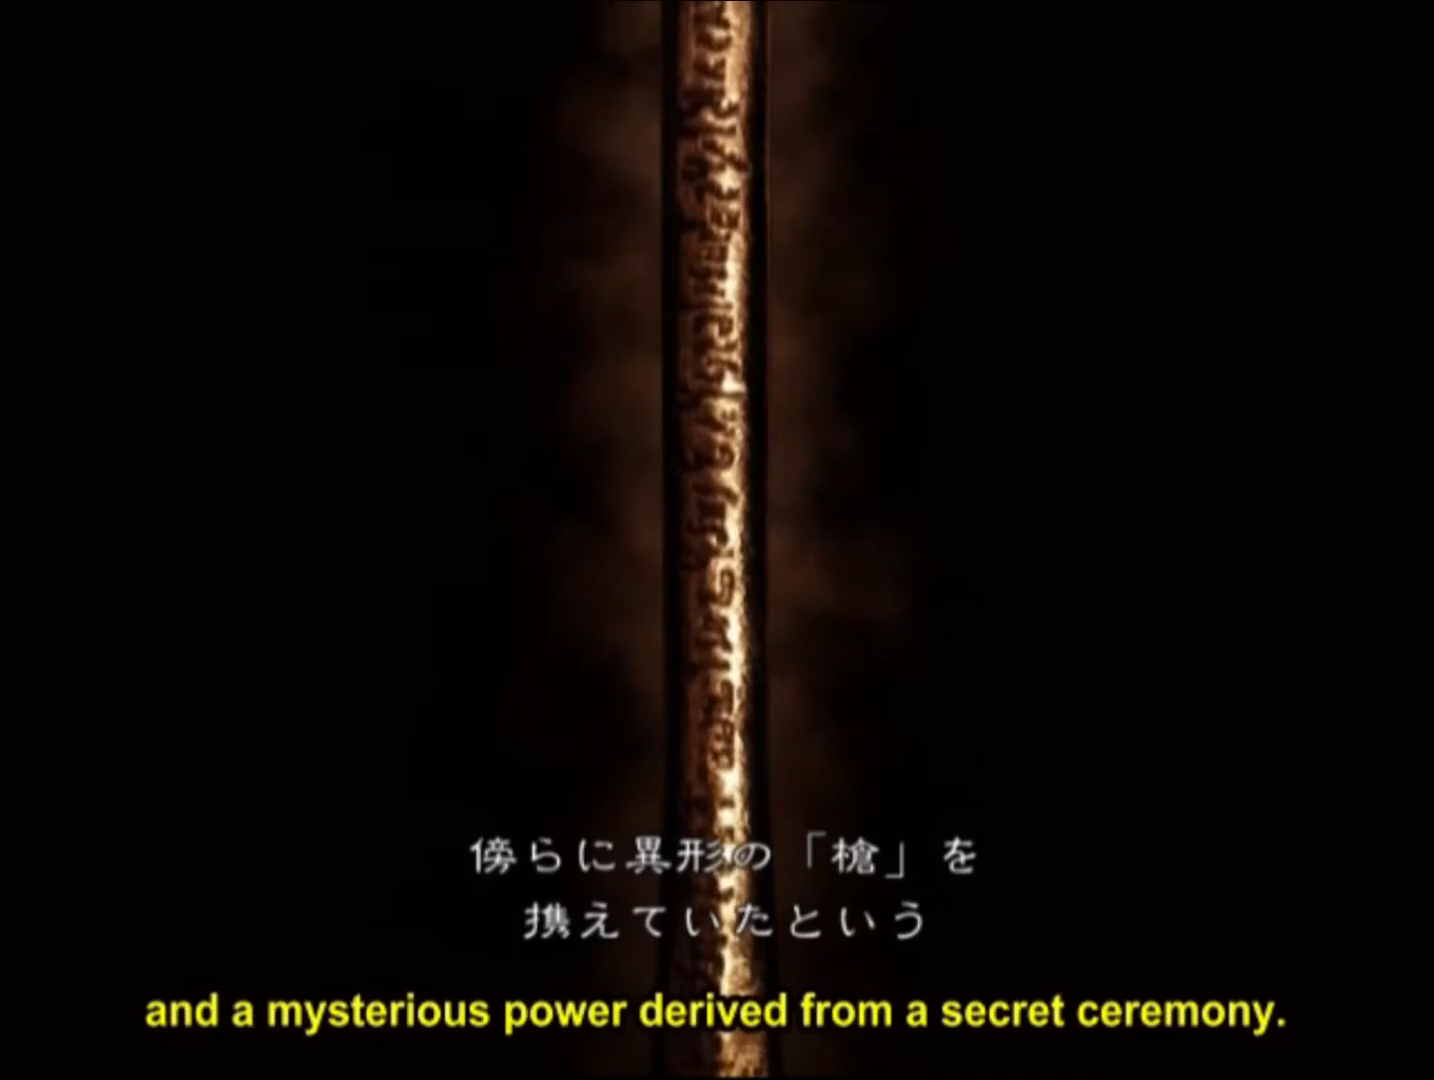 傍らに異形の「槍」を
携えていたという
and a mysterious power derived from a secret ceremony.